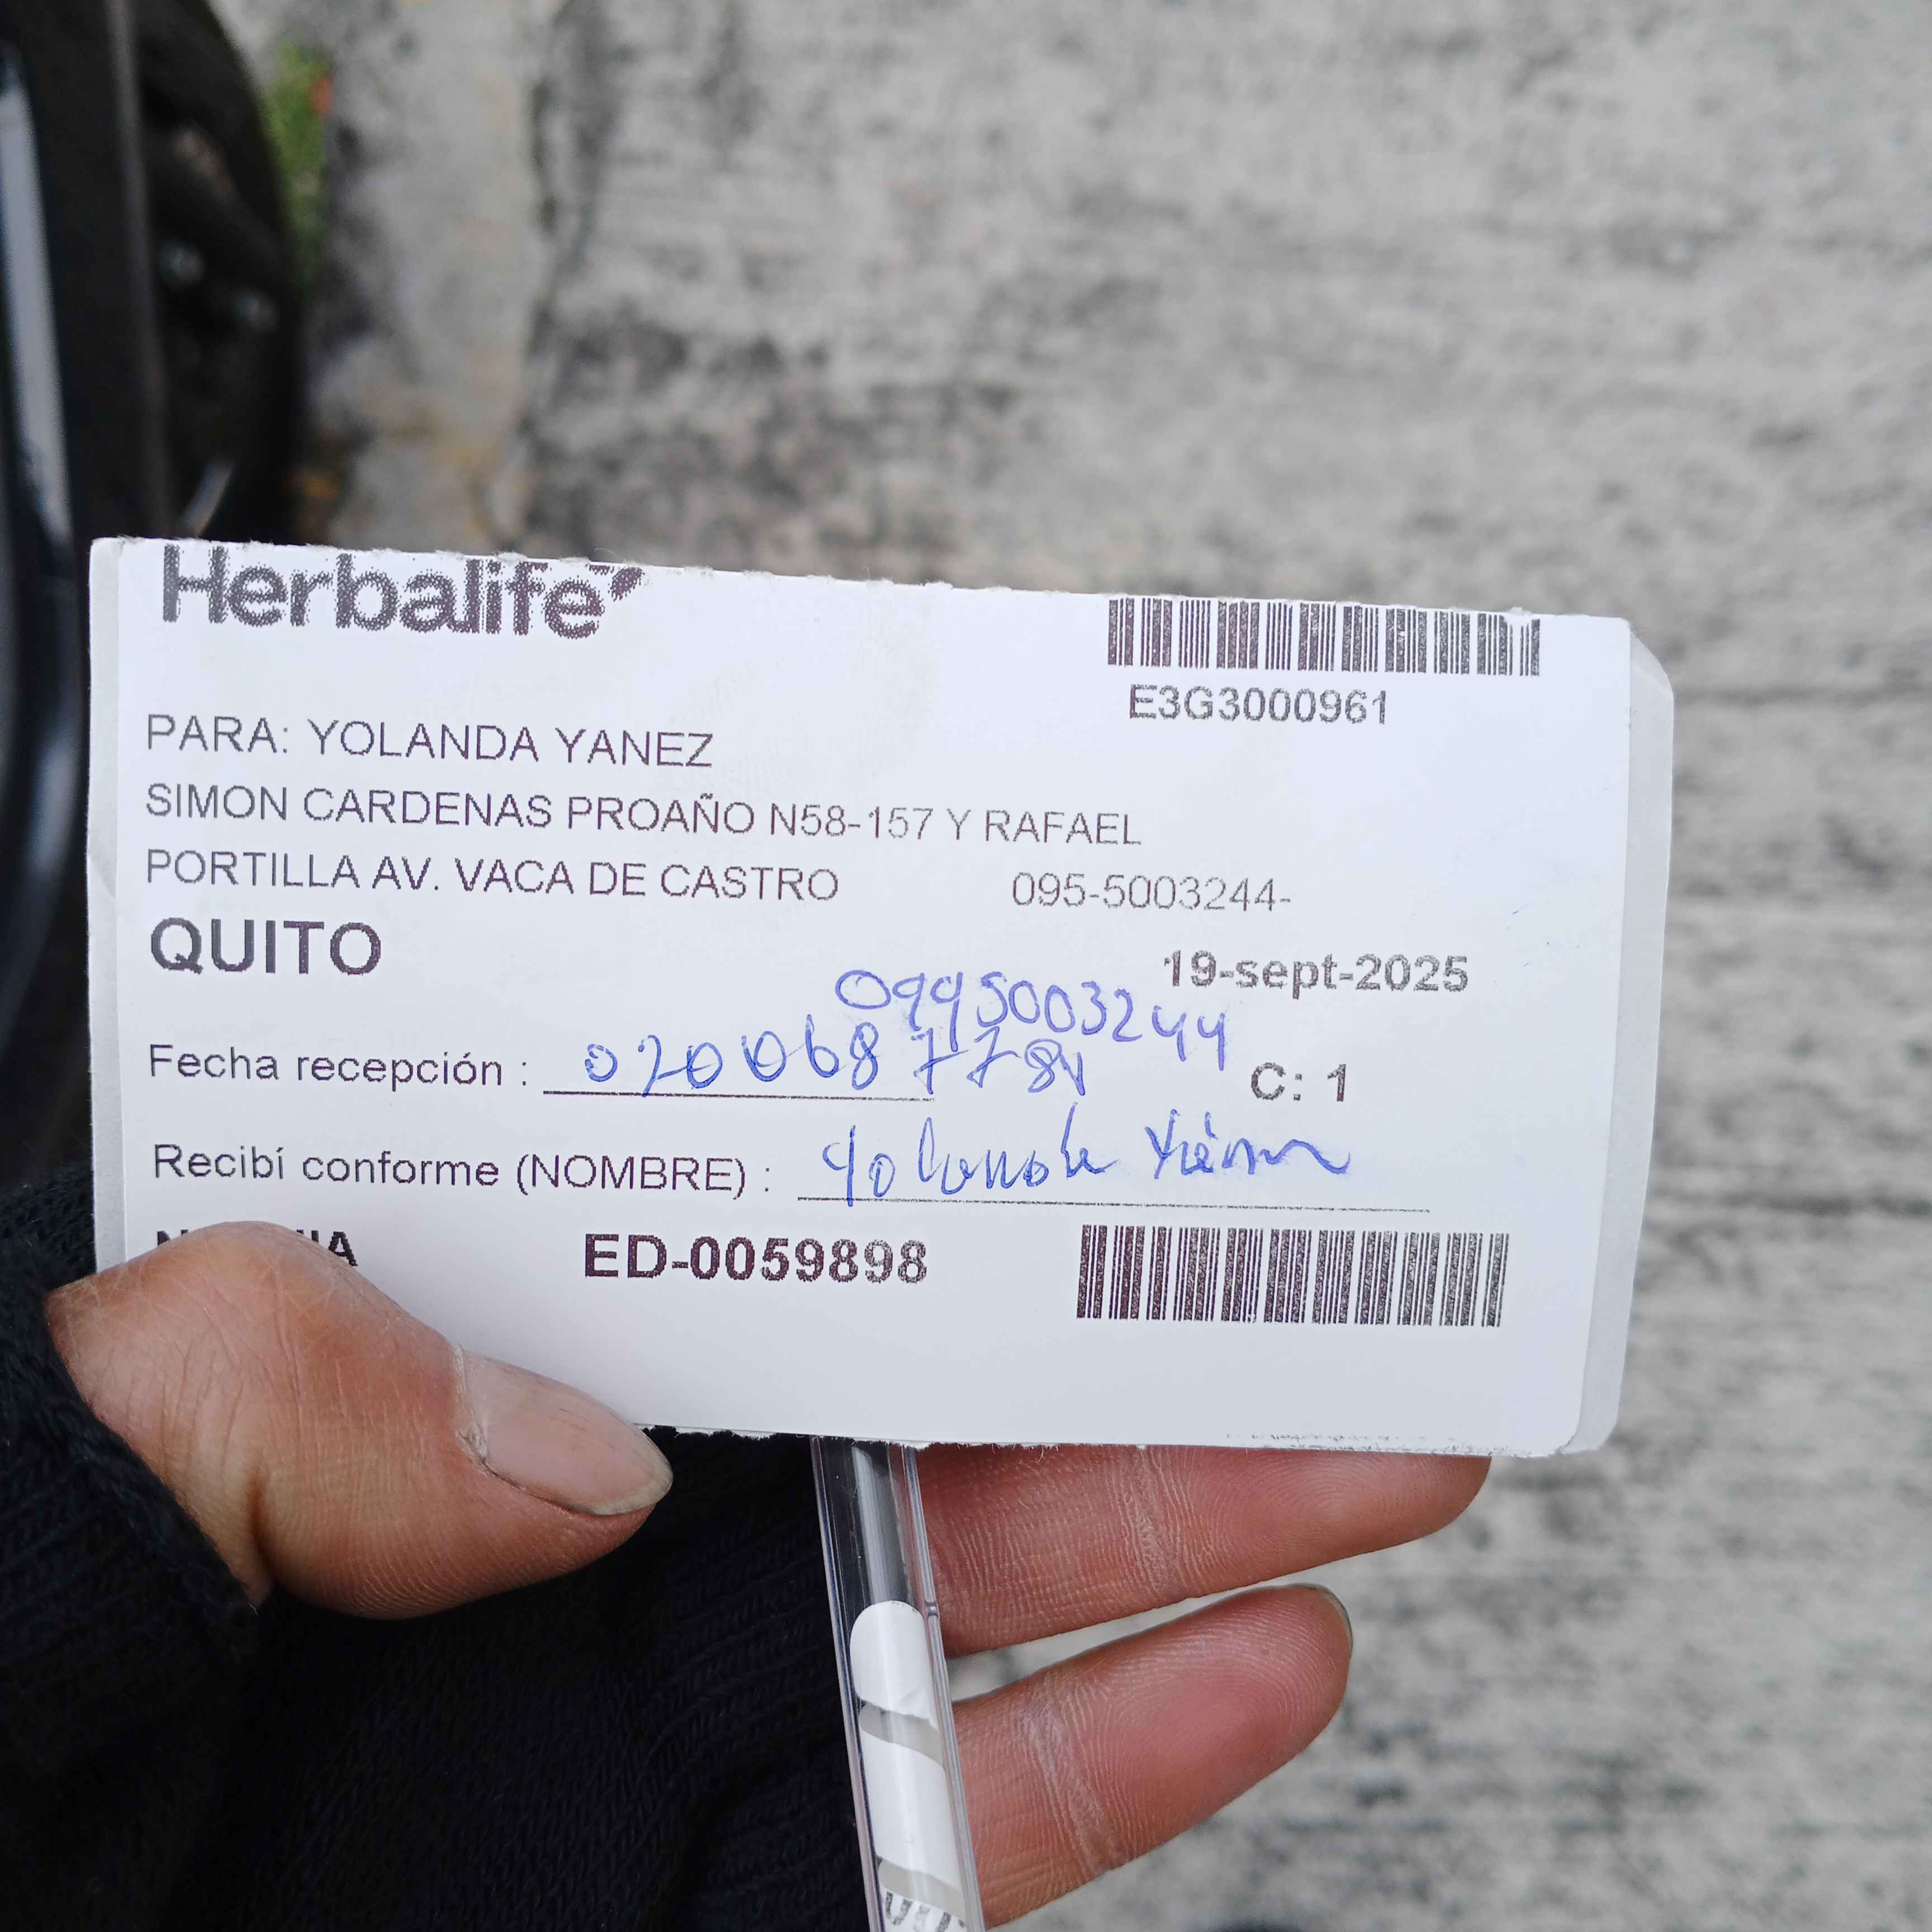 Herbalife
E3G3000961
PARA: YOLANDA YANEZ
SIMON CARDENAS PROAÑO N58-157 Y RAFAEL
PORTILLA AV. VACA DE CASTRO 095-5003244-
QUITO
19-sept-2025
0995003244
Fecha recepción : 0200687784
C: 1
Recibí conforme (NOMBRE) : Yolanda
ED-0059898